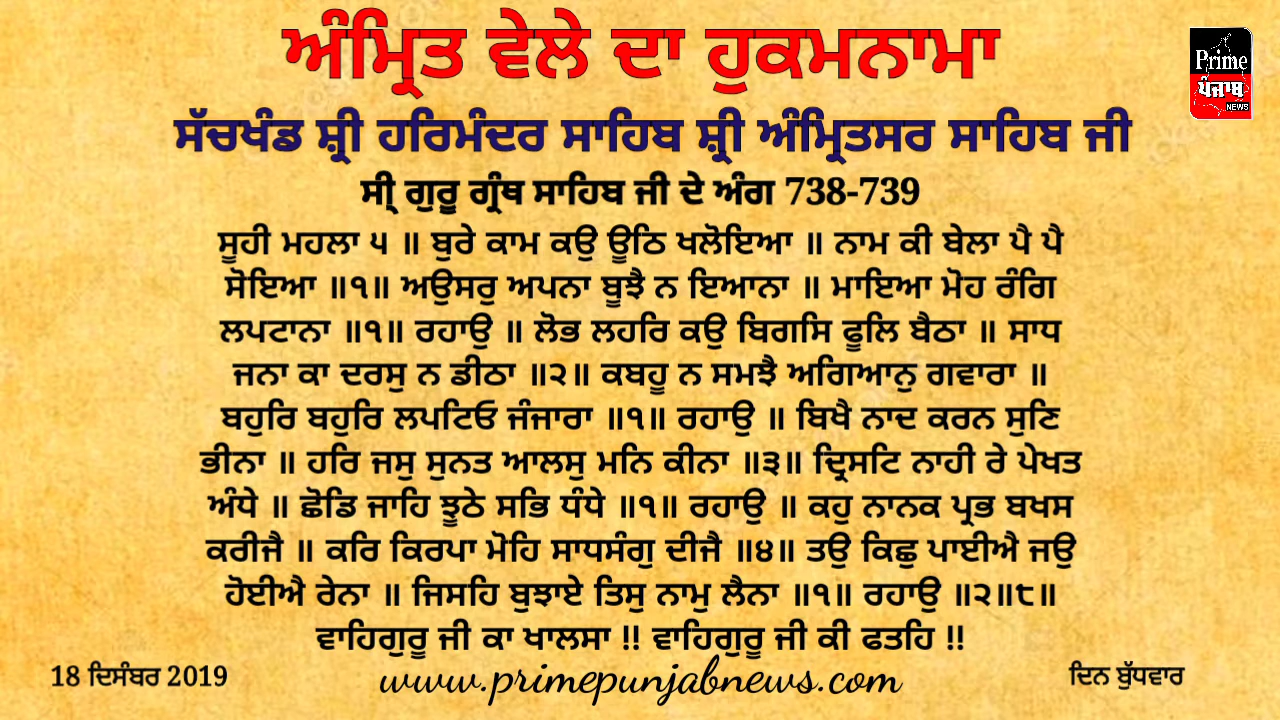 ਅੰਮ੍ਰਿਤ ਵੇਲੇ ਦਾ ਹੁਕਮਨਾਮਾ
Prime
ਪੰਜਾਬ
NEWS
ਸੱਚਖੰਡ ਸ਼੍ਰੀ ਹਰਿਮੰਦਰ ਸਾਹਿਬ ਸ਼੍ਰੀ ਅੰਮ੍ਰਿਤਸਰ ਸਾਹਿਬ ਜੀ
ਸੀ੍ ਗੁਰੂ ਗ੍ਰੰਥ ਸਾਹਿਬ ਜੀ ਦੇ ਅੰਗ 738-739
ਸੂਹੀ ਮਹਲਾ ੫ ॥ ਬੁਰੇ ਕਾਮ ਕਉ ਊਠਿ ਖਲੋਇਆ ॥ ਨਾਮ ਕੀ ਬੇਲਾ ਪੈ ਪੈ
ਸੋਇਆ ॥੧॥ ਅਉਸਰੁ ਅਪਨਾ ਬੂਝੈ ਨ ਇਆਨਾ ॥ ਮਾਇਆ ਮੋਹ ਰੰਗਿ
ਲਪਟਾਨਾ ॥੧॥ ਰਹਾਉ ॥ ਲੋਭ ਲਹਰਿ ਕਉ ਬਿਗਸਿ ਫੂਲਿ ਬੈਠਾ ॥ ਸਾਧ
ਜਨਾ ਕਾ ਦਰਸੁ ਨ ਡੀਠਾ ॥੨॥ ਕਬਹੂ ਨ ਸਮਝੈ ਅਗਿਆਨੁ ਗਵਾਰਾ ॥
ਬਹੁਰਿ ਬਹੁਰਿ ਲਪਟਿਓ ਜੰਜਾਰਾ ॥੧॥ ਰਹਾਉ ॥ ਬਿਖੈ ਨਾਦ ਕਰਨ ਸੁਣਿ
ਭੀਨਾ ॥ ਹਰਿ ਜਸੁ ਸੁਨਤ ਆਲਸੁ ਮਨਿ ਕੀਨਾ ॥੩॥ ਦ੍ਰਿਸਟਿ ਨਾਹੀ ਰੇ ਪੇਖਤ
ਅੰਧੇ ॥ ਛੋਡਿ ਜਾਹਿ ਝੂਠੇ ਸਭਿ ਧੰਧੇ ॥੧॥ ਰਹਾਉ ॥ ਕਹੁ ਨਾਨਕ ਪ੍ਰਭ ਬਖਸ
ਕਰੀਜੈ ॥ ਕਰਿ ਕਿਰਪਾ ਮੋਹਿ ਸਾਧਸੰਗੁ ਦੀਜੈ ॥੪॥ ਤਉ ਕਿਛੁ ਪਾਈਐ ਜਉ
ਹੋਈਐ ਰੇਨਾ ॥ ਜਿਸਹਿ ਬੁਝਾਏ ਤਿਸੁ ਨਾਮੁ ਲੈਨਾ ॥੧॥ ਰਹਾਉ ॥੨॥੮॥
ਵਾਹਿਗੁਰੂ ਜੀ ਕਾ ਖਾਲਸਾ !! ਵਾਹਿਗੁਰੂ ਜੀ ਕੀ ਫਤਹਿ !!
18 ਦਿਸੰਬਰ 2019
www.primepunjabnews.com
ਦਿਨ ਬੁੱਧਵਾਰ